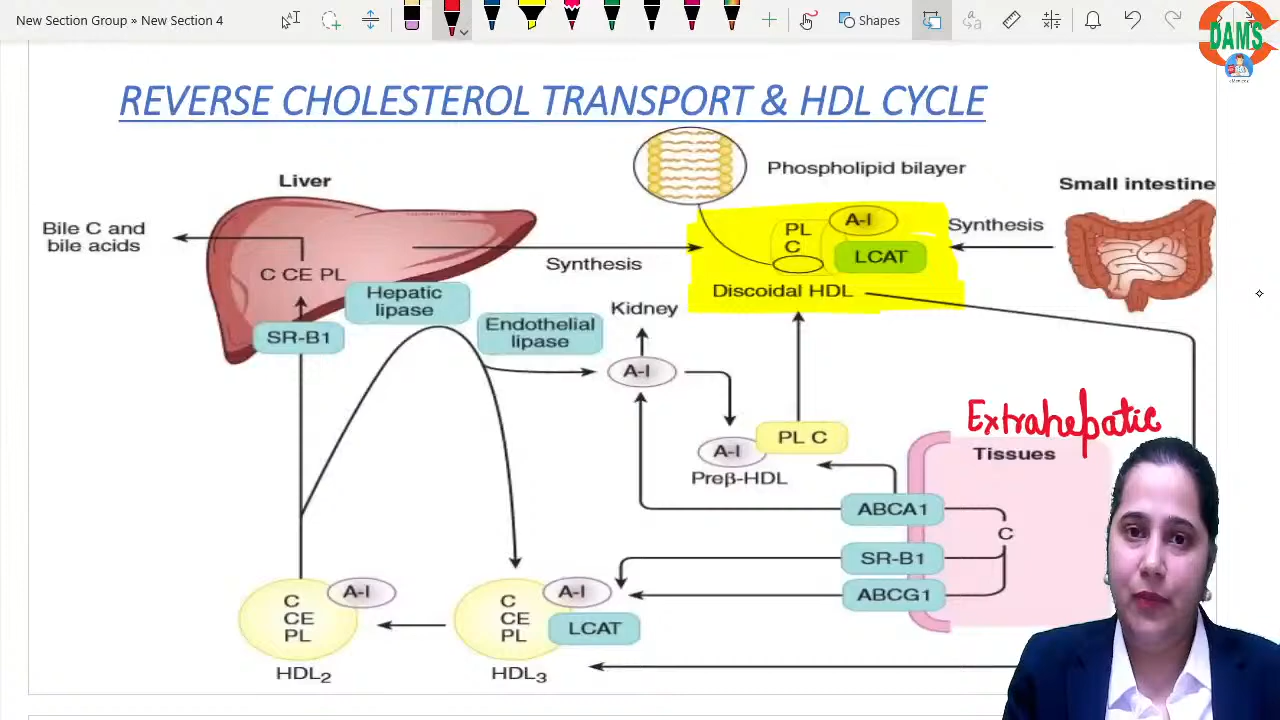 New Section Group » New Section 4
Shapes
DAMS
REVERSE CHOLESTEROL TRANSPORT & HDL CYCLE
Phospholipid bilayer
Liver
Small intestine
Bile C and
bile acids
C CE PL
Synthesis
PL
C
A-I
LCAT
Discoidal HDL
Synthesis
Hepatic
lipase
SR-B1
Endothelial
lipase
Kidney
A-I
A-I
PL C
Preβ-HDL
Extrahepatic
Tissues
ABCA1
C
SR-B1
ABCG1
C
CE
PL
A-I
HDL2
C
CE
PL
A-I
LCAT
HDL3